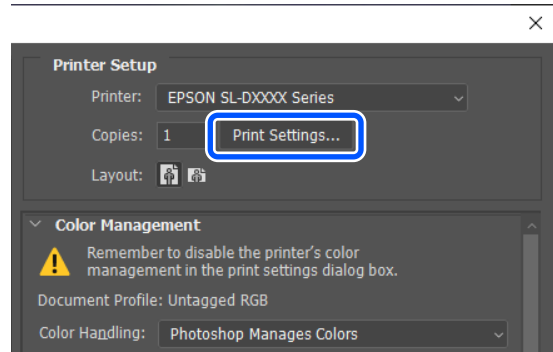 Printer Setup
Printer: EPSON SL-DXXXX Series
Copies: 1 Print Settings...
Layout:
Color Management
Remember to disable the printer's color
management in the print settings dialog box.
Document Profile: Untagged RGB
Color Handling: Photoshop Manages Colors